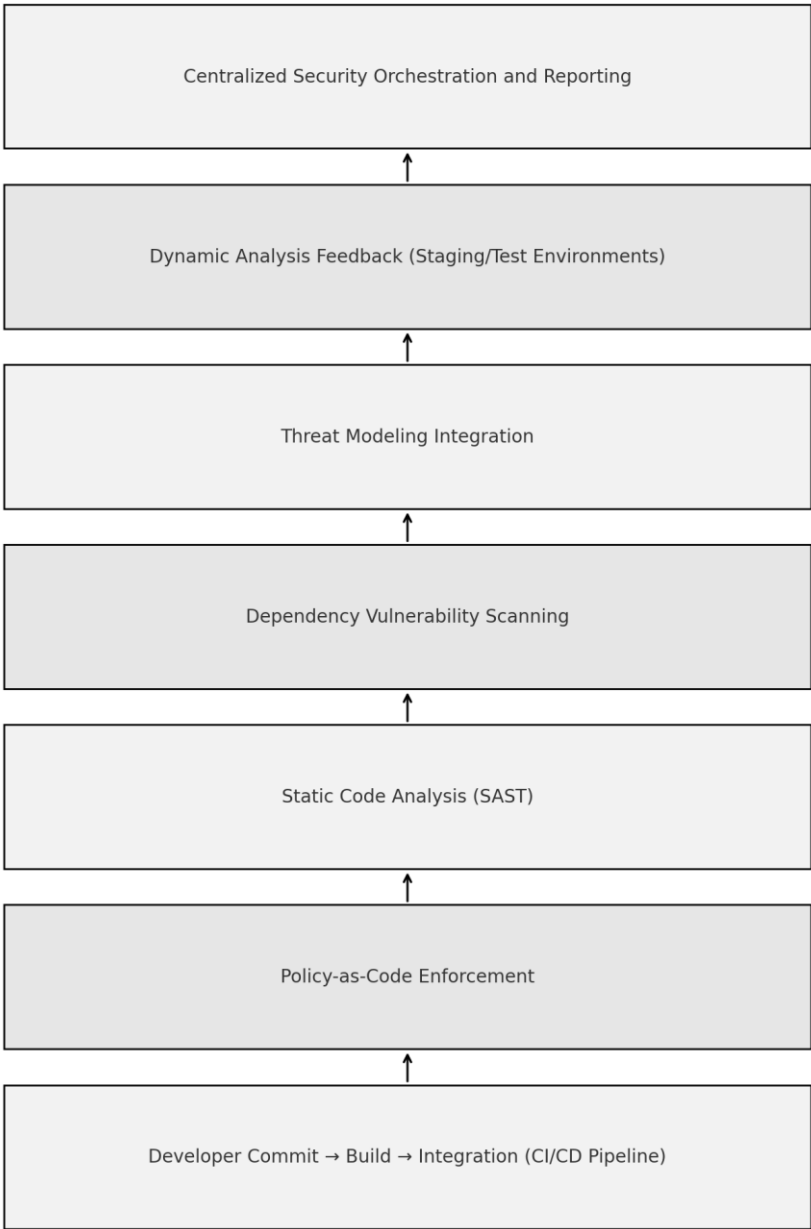 Centralized Security Orchestration and Reporting
Dynamic Analysis Feedback (Staging/Test Environments)
Threat Modeling Integration
Dependency Vulnerability Scanning
Static Code Analysis (SAST)
Policy-as-Code Enforcement
Developer Commit → Build → Integration (CI/CD Pipeline)